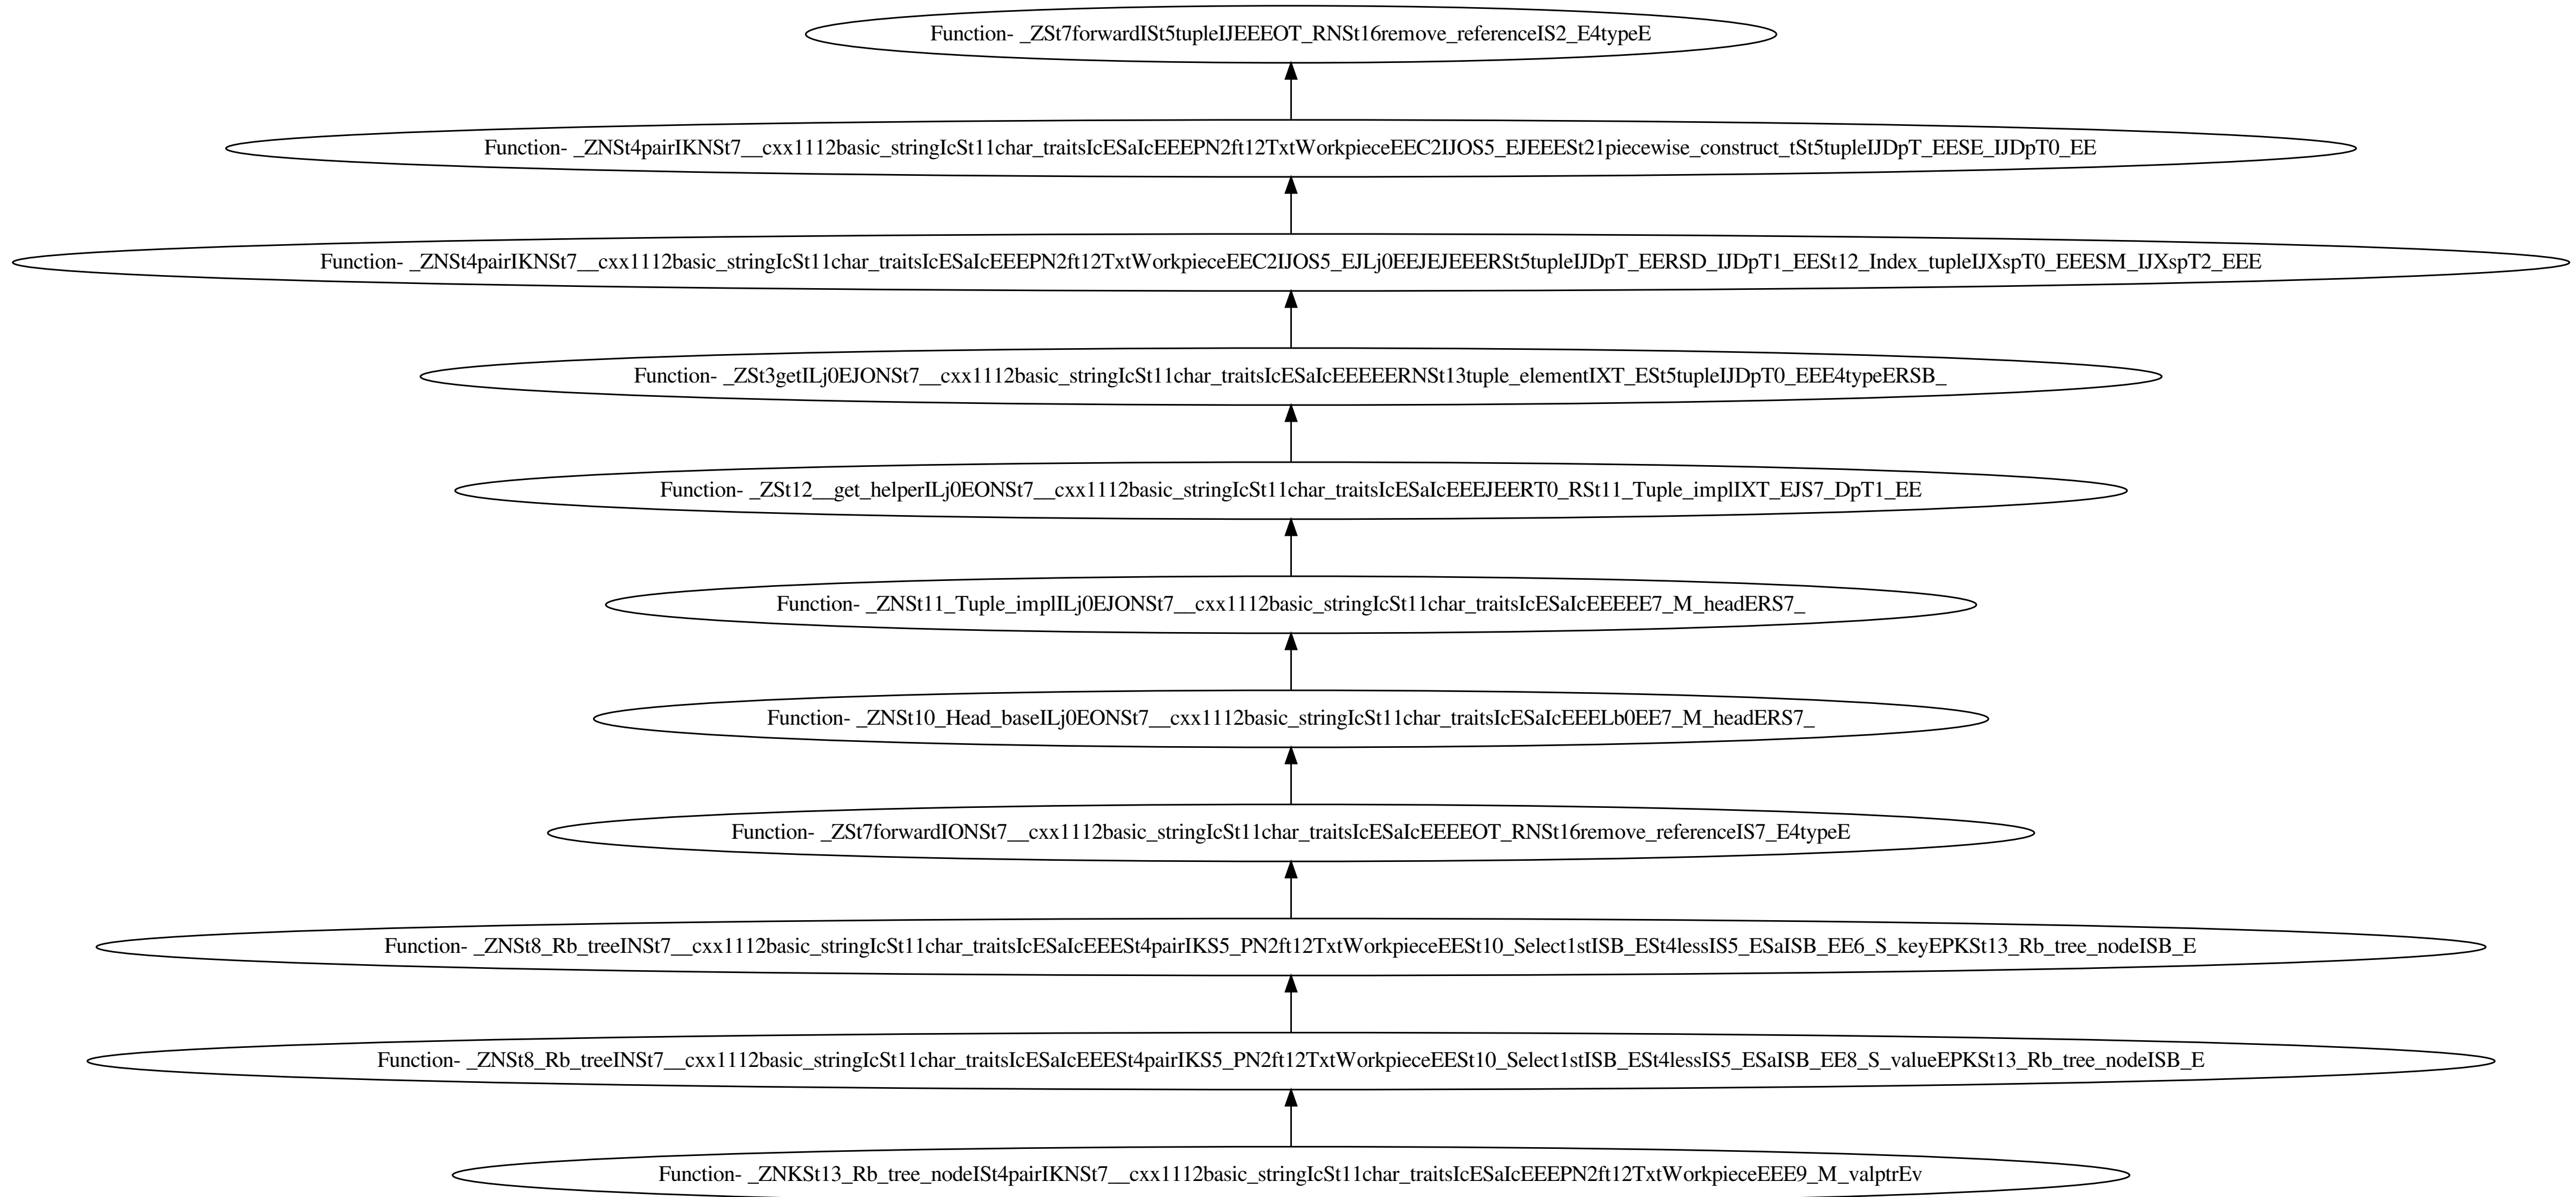 Function- _ZSt7forwardISt5tupleIJEEEOT_RNSt16remove_referenceIS2_E4typeE
Function- _ZNSt4pairIKNSt7__cxx1112basic_stringIcSt11char_traitsIcESaIcEEEPN2ft12TxtWorkpieceEEC2IJOS5_EJEEESt21piecewise_construct_tSt5tupleIJDpT_EESE_IJDpT0_EE
Function- _ZNSt4pairIKNSt7__cxx1112basic_stringIcSt11char_traitsIcESaIcEEEPN2ft12TxtWorkpieceEEC2IJOS5_EJLj0EEJEJEEERSt5tupleIJDpT_EERSD_IJDpT1_EESt12_Index_tupleIJXspT0_EEESM_IJXspT2_EEE
Function- _ZSt3getILj0EJONSt7__cxx1112basic_stringIcSt11char_traitsIcESaIcEEEEERNSt13tuple_elementIXT_ESt5tupleIJDpT0_EEE4typeERSB_
Function- _ZSt12__get_helperILj0EONSt7__cxx1112basic_stringIcSt11char_traitsIcESaIcEEEJEERT0_RSt11_Tuple_implIXT_EJS7_DpT1_EE
Function- _ZNSt11_Tuple_implILj0EJONSt7__cxx1112basic_stringIcSt11char_traitsIcESaIcEEEEE7_M_headERS7_
Function- _ZNSt10_Head_baseILj0EONSt7__cxx1112basic_stringIcSt11char_traitsIcESaIcEEELb0EE7_M_headERS7_
Function- _ZSt7forwardIONSt7__cxx1112basic_stringIcSt11char_traitsIcESaIcEEEEOT_RNSt16remove_referenceIS7_E4typeE
Function- _ZNSt8_Rb_treeINSt7__cxx1112basic_stringIcSt11char_traitsIcESaIcEEESt4pairIKS5_PN2ft12TxtWorkpieceEESt10_Select1stISB_ESt4lessIS5_ESaISB_EE6_S_keyEPKSt13_Rb_tree_nodeISB_E
Function- _ZNSt8_Rb_treeINSt7__cxx1112basic_stringIcSt11char_traitsIcESaIcEEESt4pairIKS5_PN2ft12TxtWorkpieceEESt10_Select1stISB_ESt4lessIS5_ESaISB_EE8_S_valueEPKSt13_Rb_tree_nodeISB_E
Function- _ZNKSt13_Rb_tree_nodeISt4pairIKNSt7__cxx1112basic_stringIcSt11char_traitsIcESaIcEEEPN2ft12TxtWorkpieceEEE9_M_valptrEv